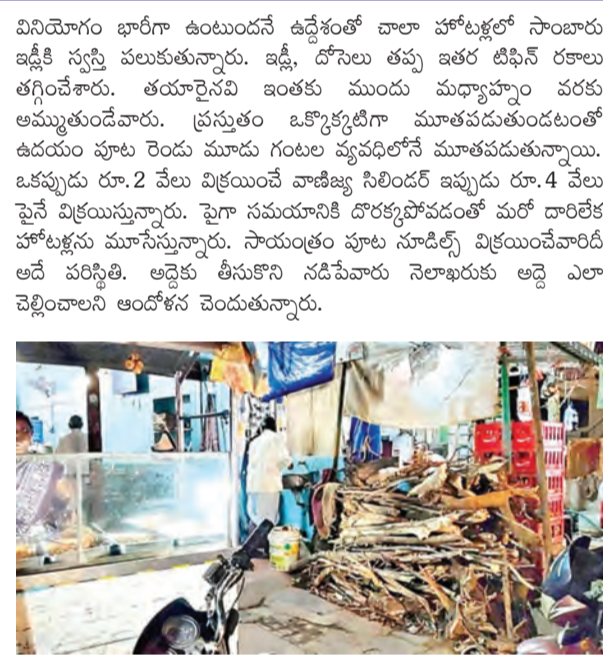 వినియోగం భారీగా ఉంటుందనే ఉద్దేశంతో చాలా హోటళ్లలో సాంబారు
ఇడ్లీకి స్వస్తి పలుకుతున్నారు. ఇడ్లీ, దోసెలు తప్ప ఇతర టిఫిన్ రకాలు
తగ్గించేశారు. తయారైనవి ఇంతకు ముందు మధ్యాహ్నం వరకు
అమ్ముతుండేవారు. ప్రస్తుతం ఒక్కొక్కటిగా మూతపడుతుండటంతో
ఉదయం పూట రెండు మూడు గంటల వ్యవధిలోనే మూతపడుతున్నాయి.
ఒకప్పుడు రూ.2 వేలు విక్రయించే వాణిజ్య సిలిండర్ ఇప్పుడు రూ.4 వేలు
పైనే విక్రయిస్తున్నారు. పైగా సమయానికి దొరక్కపోవడంతో మరో దారిలేక
హోటళ్లను మూసేస్తున్నారు. సాయంత్రం పూట నూడిల్స్ విక్రయించేవారిదీ
అదే పరిస్థితి. అద్దెకు తీసుకొని నడిపేవారు నెలాఖరుకు అద్దె ఎలా
చెల్లించాలని ఆందోళన చెందుతున్నారు.